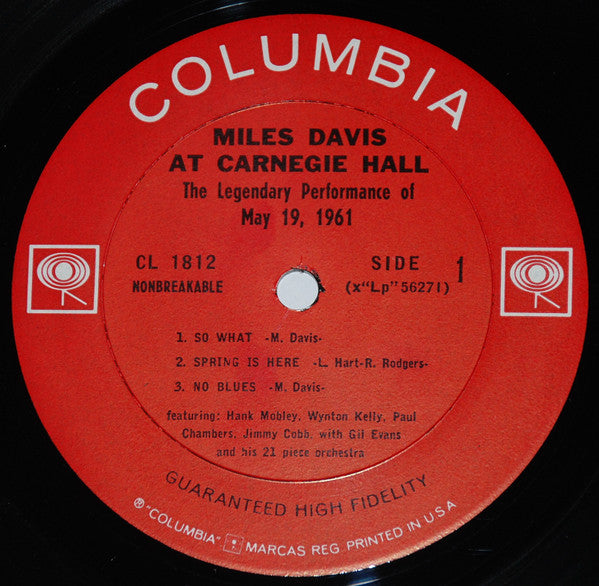 COLUMBIA
MILES DAVIS
AT CARNEGIE HALL
The Legendary Performance of
May 19, 1961
CL 1812
NONBREAKABLE
SIDE 1
(x"Lp"56271)
1. SO WHAT -M. Davis-
2. SPRING IS HERE -L. Hart-R. Rodgers-
3. NO BLUES -M. Davis-
featuring: Hank Mobley, Wynton Kelly, Paul
Chambers, Jimmy Cobb, with Gil Evans
and his 21 piece orchestra
GUARANTEED HIGH FIDELITY
® "COLUMBIA" MARCAS REG. PRINTED IN U S A